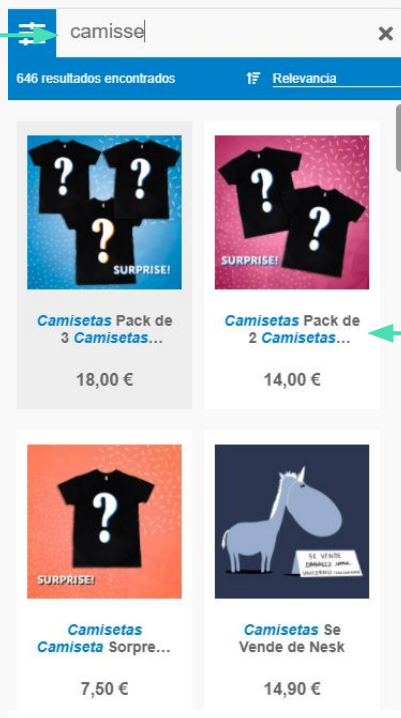 camisse
646 resultados encontrados
Relevancia
?
?
?
SURPRISE!
?
?
SURPRISE!
Camisetas Pack de
3 Camisetas...
18,00 €
Camisetas Pack de
2 Camisetas...
14,00 €
?
SURPRISE!
SE VENDE
Camisetas
Camiseta Sorpre...
7,50 €
Camisetas Se
Vende de Nesk
14,90 €